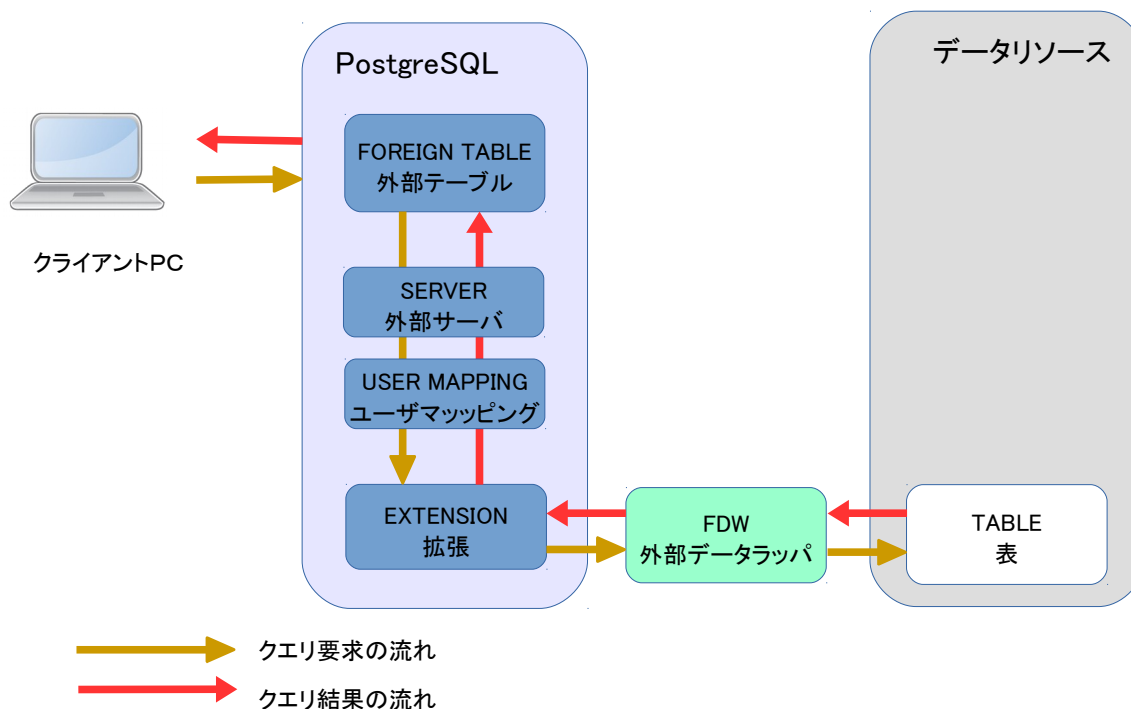 PostgreSQL
データリソース
FOREIGN TABLE
外部テーブル
クライアントPC
SERVER
外部サーバ
USER MAPPING
ユーザマッッピング
EXTENSION
拡張
FDW
外部データラッパ
TABLE
表
クエリ要求の流れ
クエリ結果の流れ